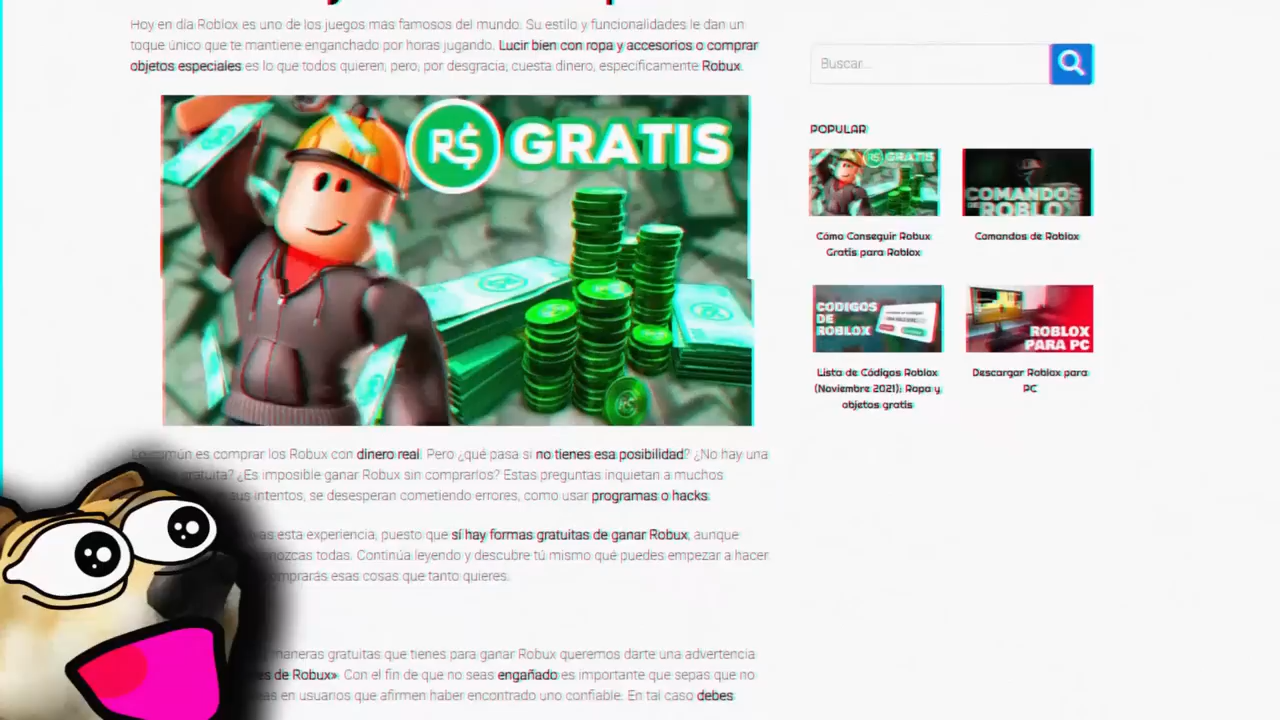 Hoy en día Roblox es uno de los juegos más famosos del mundo. Su estilo y funcionalidades le dan un
toque único que te mantiene enganchado por horas jugando. Lucir bien con ropa y accesorios o comprar
objetos especiales es lo que todos quieren, pero, por desgracia, cuesta dinero, específicamente Robux.
R$ GRATIS
común es comprar los Robux con dinero real. Pero ¿qué pasa si no tienes esa posibilidad? ¿No hay una
gratuita? ¿Es imposible ganar Robux sin comprarlos? Estas preguntas inquietan a muchos
sus intentos, se desesperan cometiendo errores, como usar programas o hacks.
esta experiencia, puesto que sí hay formas gratuitas de ganar Robux, aunque
conozcas todas. Continúa leyendo y descubre tú mismo qué puedes empezar a hacer
comprarás esas cosas que tanto quieres.
maneras gratuitas que tienes para ganar Robux queremos darte una advertencia
de Robux». Con el fin de que no seas engañado es importante que sepas que no
en usuarios que afirmen haber encontrado uno confiable. En tal caso debes
Buscar...
POPULAR
R$ GRATIS
Cómo Conseguir Robux
Gratis para Roblox
COMANDOS
DE ROBLOX
Comandos de Roblox
CODIGOS
DE
ROBLOX
Lista de Códigos Roblox
(Noviembre 2021): Ropa y
objetos gratis
ROBLOX
PARA PC
Descargar Roblox para
PC